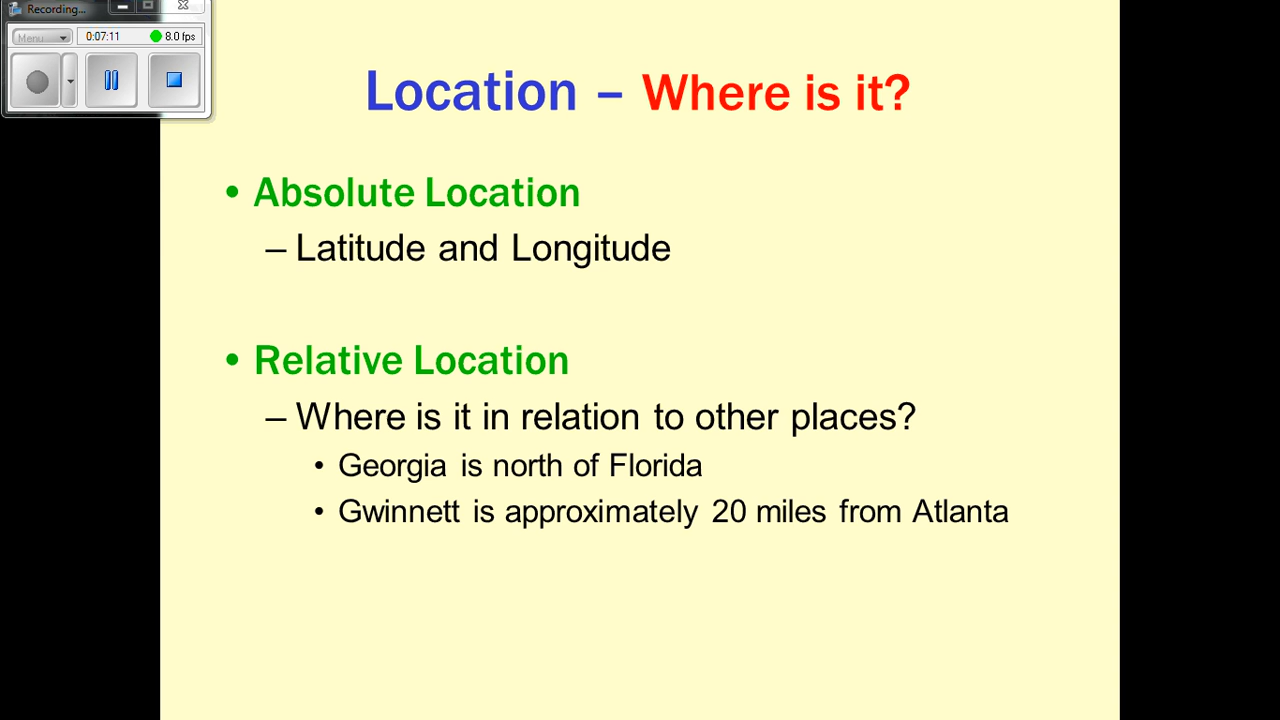 Recording...
Menu
0:07:11
8.0 fps
Location – Where is it?
• Absolute Location
– Latitude and Longitude
• Relative Location
– Where is it in relation to other places?
• Georgia is north of Florida
• Gwinnett is approximately 20 miles from Atlanta